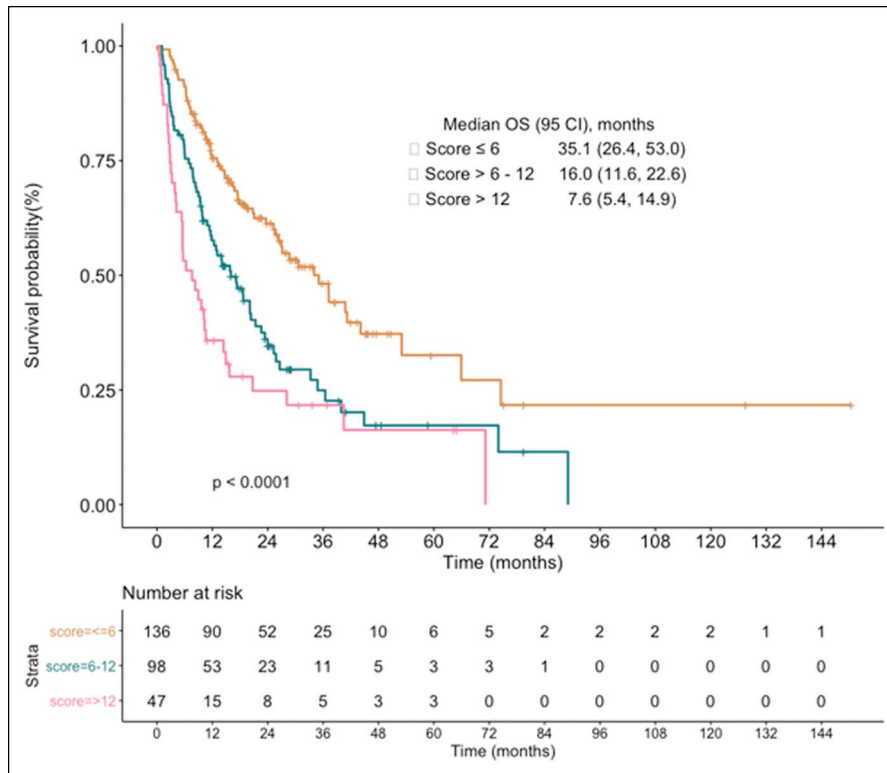 1.00
0.75
0.50
0.25
0.00
Survival probability(%)
Median OS (95 CI), months
Score ≤ 6 35.1 (26.4, 53.0)
Score > 6 - 12 16.0 (11.6, 22.6)
Score > 12 7.6 (5.4, 14.9)
p < 0.0001
0 12 24 36 48 60 72 84 96 108 120 132 144
Time (months)
Number at risk
Strata
score=<=6 136 90 52 25 10 6 5 2 2 2 2 1 1
score=6-12 98 53 23 11 5 3 3 1 0 0 0 0 0
score=>12 47 15 8 5 3 3 0 0 0 0 0 0 0
0 12 24 36 48 60 72 84 96 108 120 132 144
Time (months)